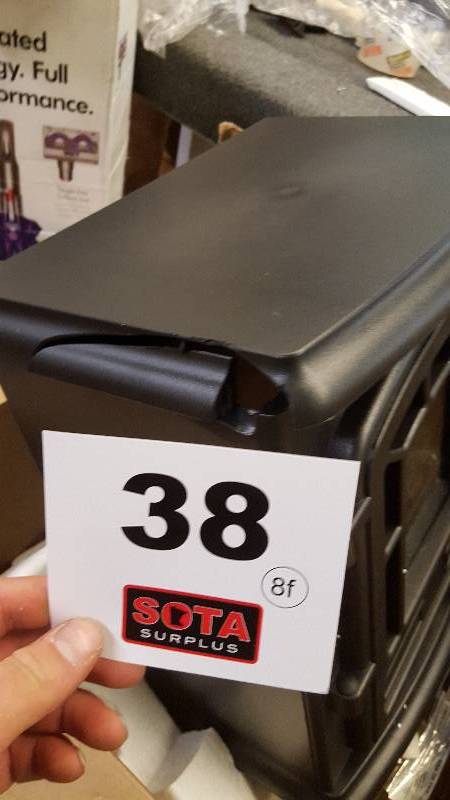 ated
gy. Full
ormance.
38
8f
SOTA
SURPLUS